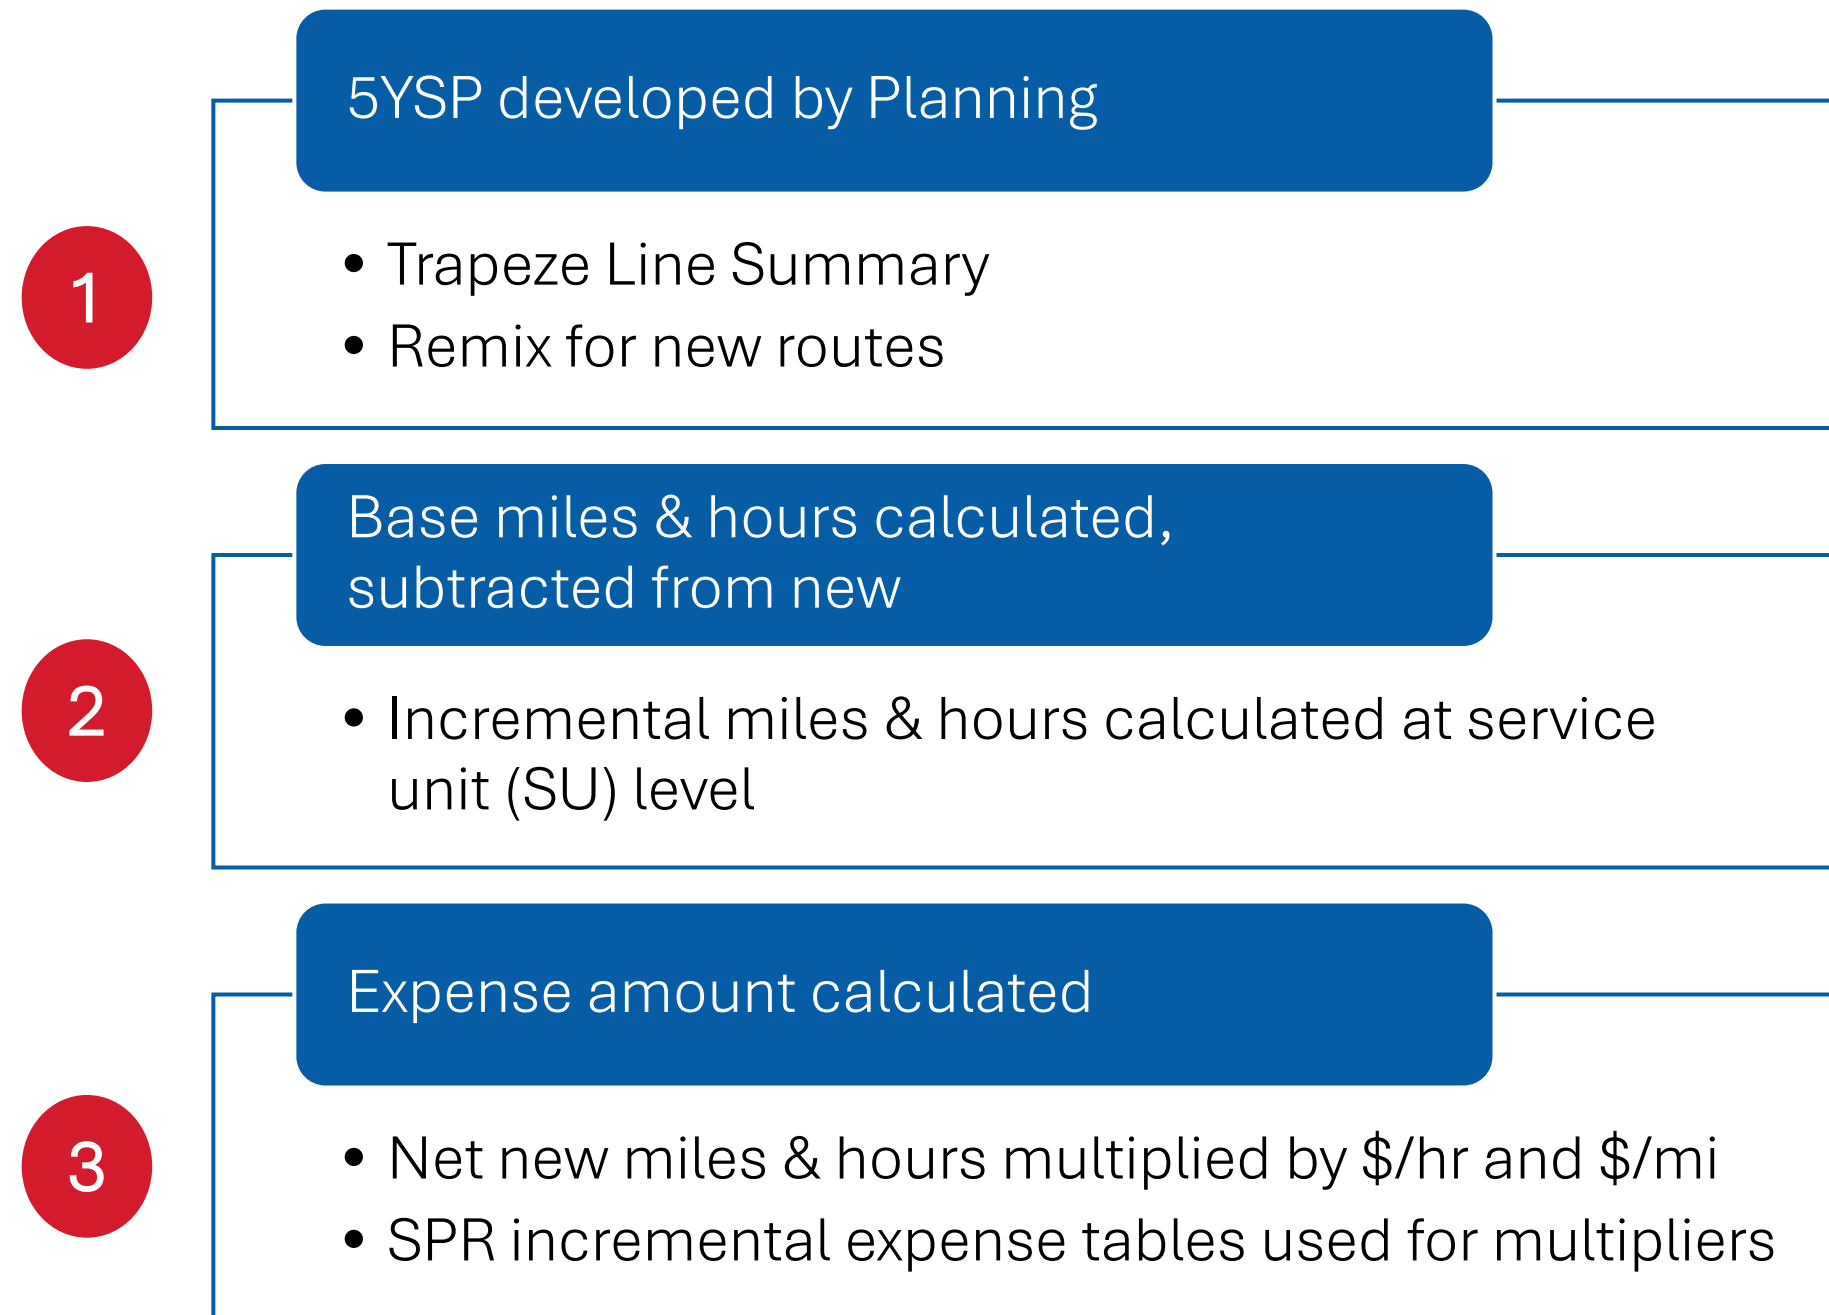 5YSP developed by Planning
1
• Trapeze Line Summary
• Remix for new routes
Base miles & hours calculated,
subtracted from new
2
• Incremental miles & hours calculated at service
unit (SU) level
Expense amount calculated
3
• Net new miles & hours multiplied by $/hr and $/mi
• SPR incremental expense tables used for multipliers